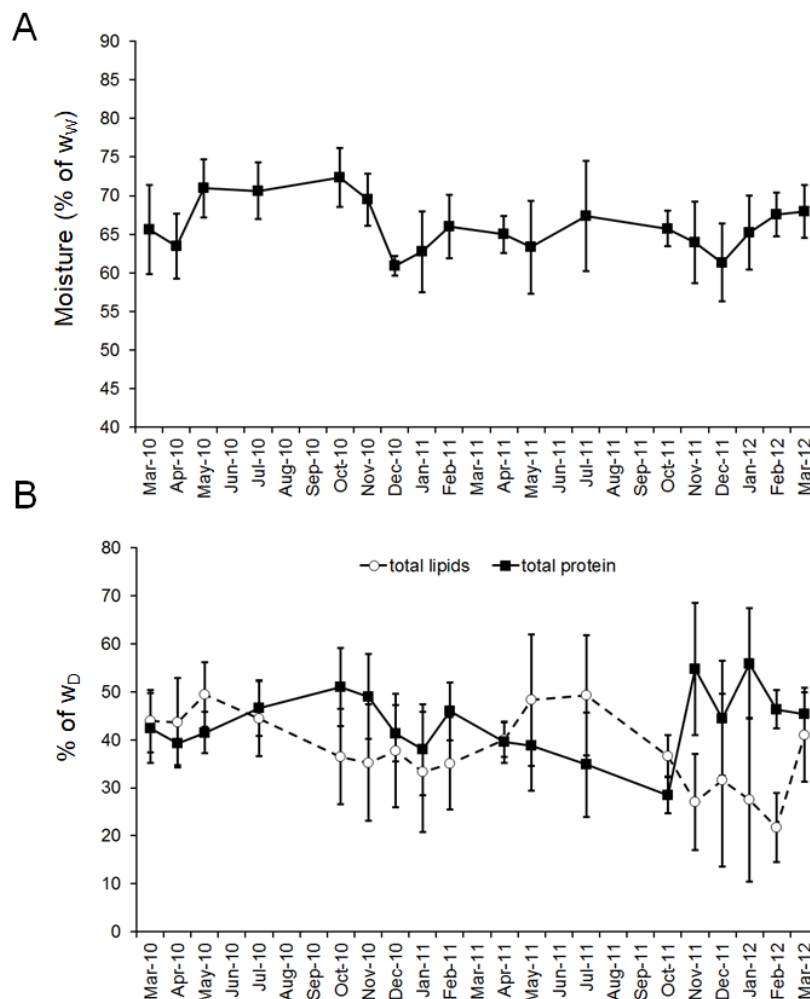 A
Moisture (% of wW)
90
85
80
75
70
65
60
55
50
45
40
Mar-10
Apr-10
May-10
Jun-10
Jul-10
Aug-10
Sep-10
Oct-10
Nov-10
Dec-10
Jan-11
Feb-11
Mar-11
Apr-11
May-11
Jun-11
Jul-11
Aug-11
Sep-11
Oct-11
Nov-11
Dec-11
Jan-12
Feb-12
Mar-12
B
% of wD
80
70
60
50
40
30
20
10
0
total lipids total protein
Mar-10
Apr-10
May-10
Jun-10
Jul-10
Aug-10
Sep-10
Oct-10
Nov-10
Dec-10
Jan-11
Feb-11
Mar-11
Apr-11
May-11
Jun-11
Jul-11
Aug-11
Sep-11
Oct-11
Nov-11
Dec-11
Jan-12
Feb-12
Mar-12